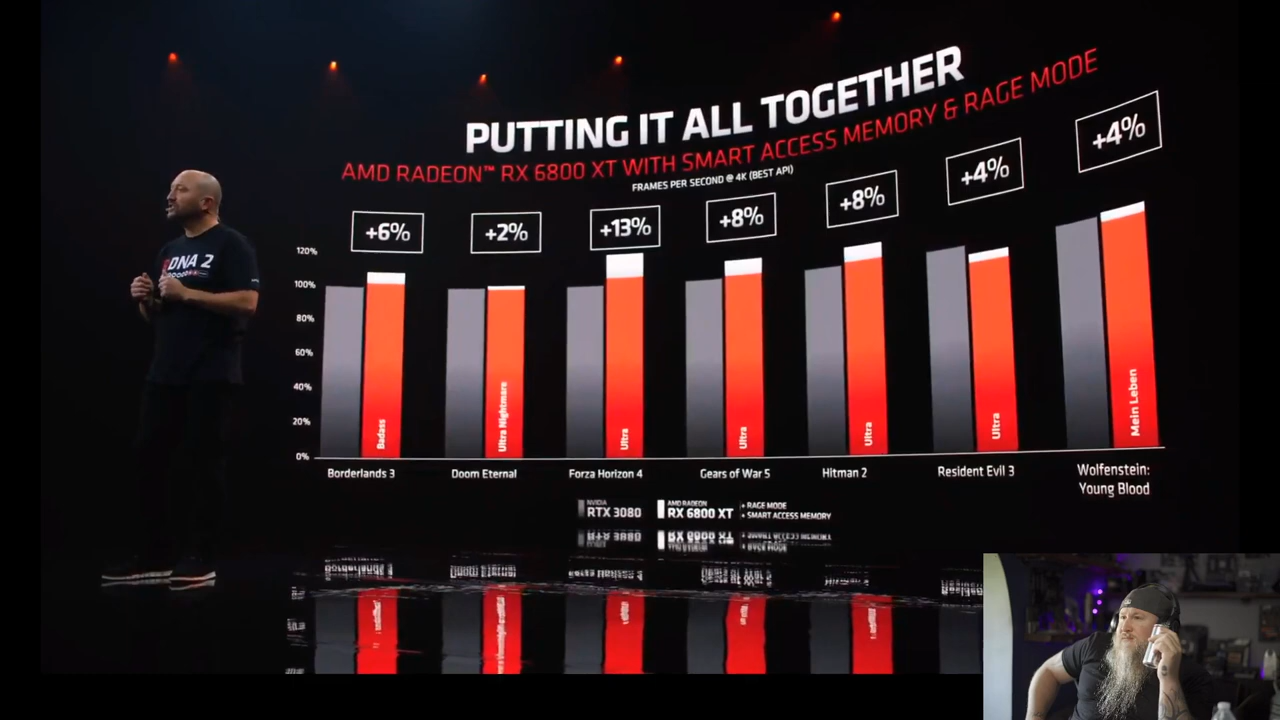 PUTTING IT ALL TOGETHER
AMD RADEON™ RX 6800 XT WITH SMART ACCESS MEMORY & RAGE MODE
FRAMES PER SECOND @ 4K (BEST API)
+6%
+2%
+13%
+8%
+8%
+4%
+4%
DNA 2
120%
100%
80%
60%
40%
20%
0%
Badass
Ultra Nightmare
Ultra
Ultra
Ultra
Ultra
Mein Leben
Borderlands 3
Doom Eternal
Forza Horizon 4
Gears of War 5
Hitman 2
Resident Evil 3
Wolfenstein:
Young Blood
NVIDIA
RTX 3080
AMD RADEON
RX 6800 XT
+ RAGE MODE
+ SMART ACCESS MEMORY